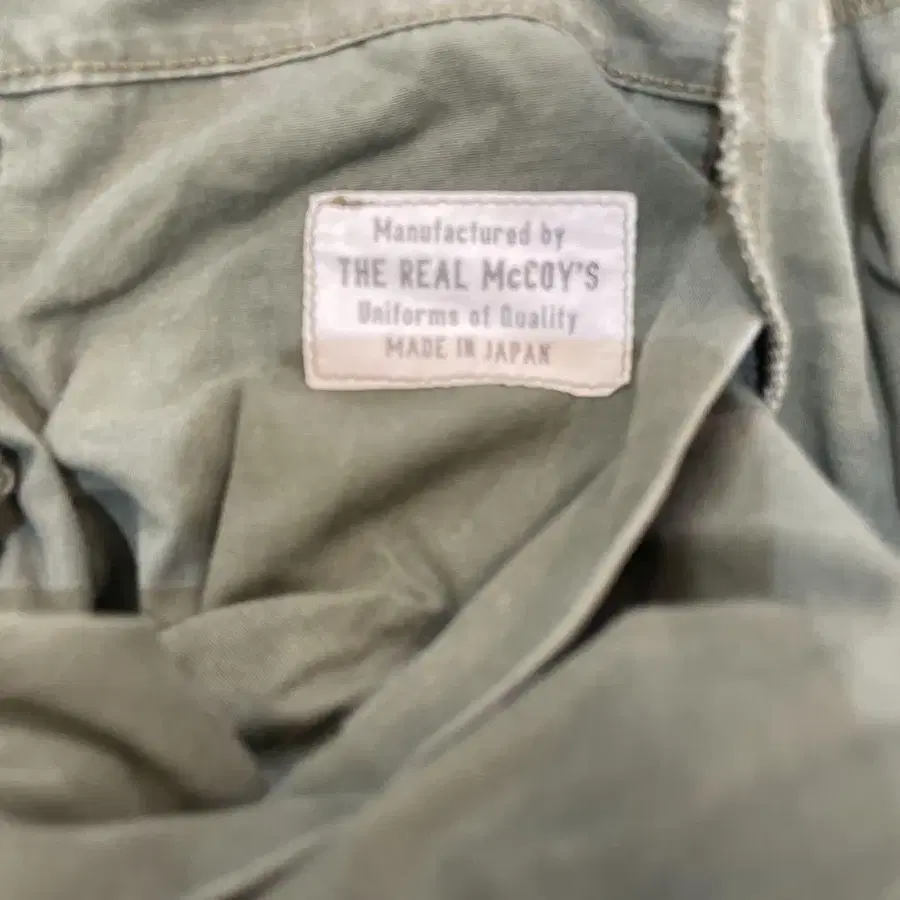 Manufactured by
THE REAL McCOY'S
Uniforms of Quality
MADE IN JAPAN